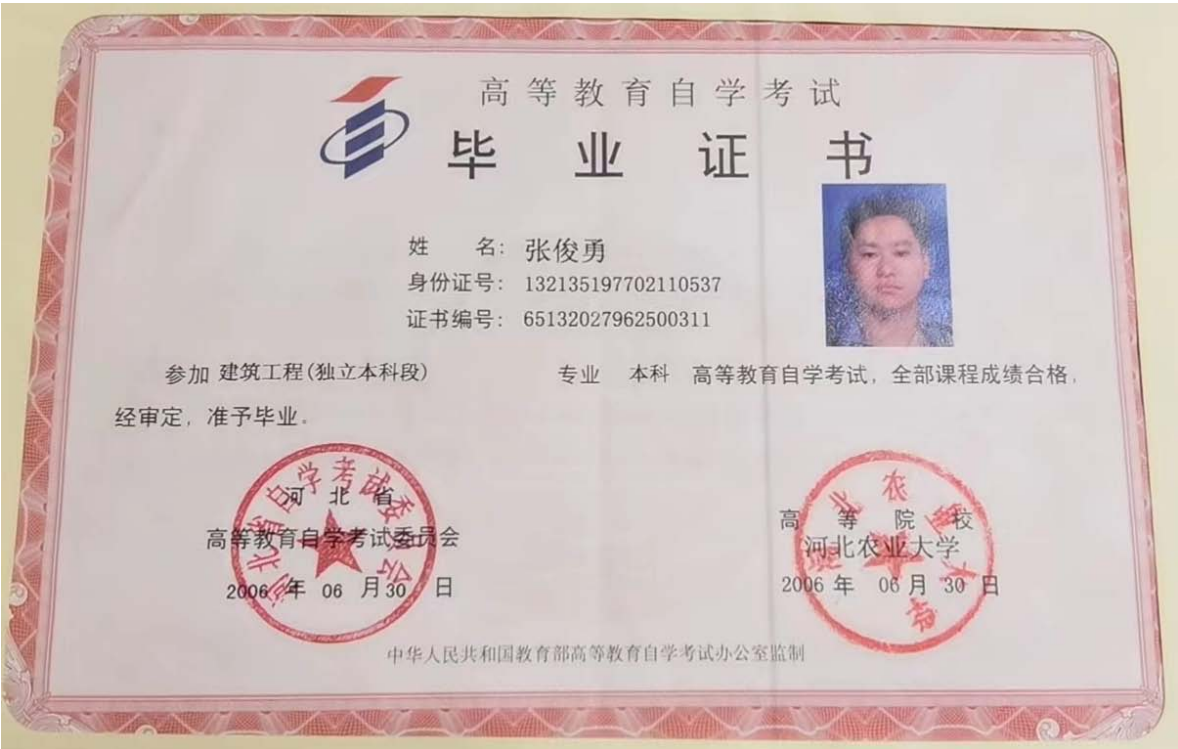 高等教育自学考试
毕业证书
姓 名：张俊勇
身份证号：132135197702110537
证书编号：65132027962500311
参加 建筑工程(独立本科段) 专业 本科 高等教育自学考试，全部课程成绩合格，
经审定，准予毕业。
河北省
高等教育自学考试委员会
2006 年 06 月 30 日
高等院校
河北农业大学
2006 年 06 月 30 日
中华人民共和国教育部高等教育自学考试办公室监制